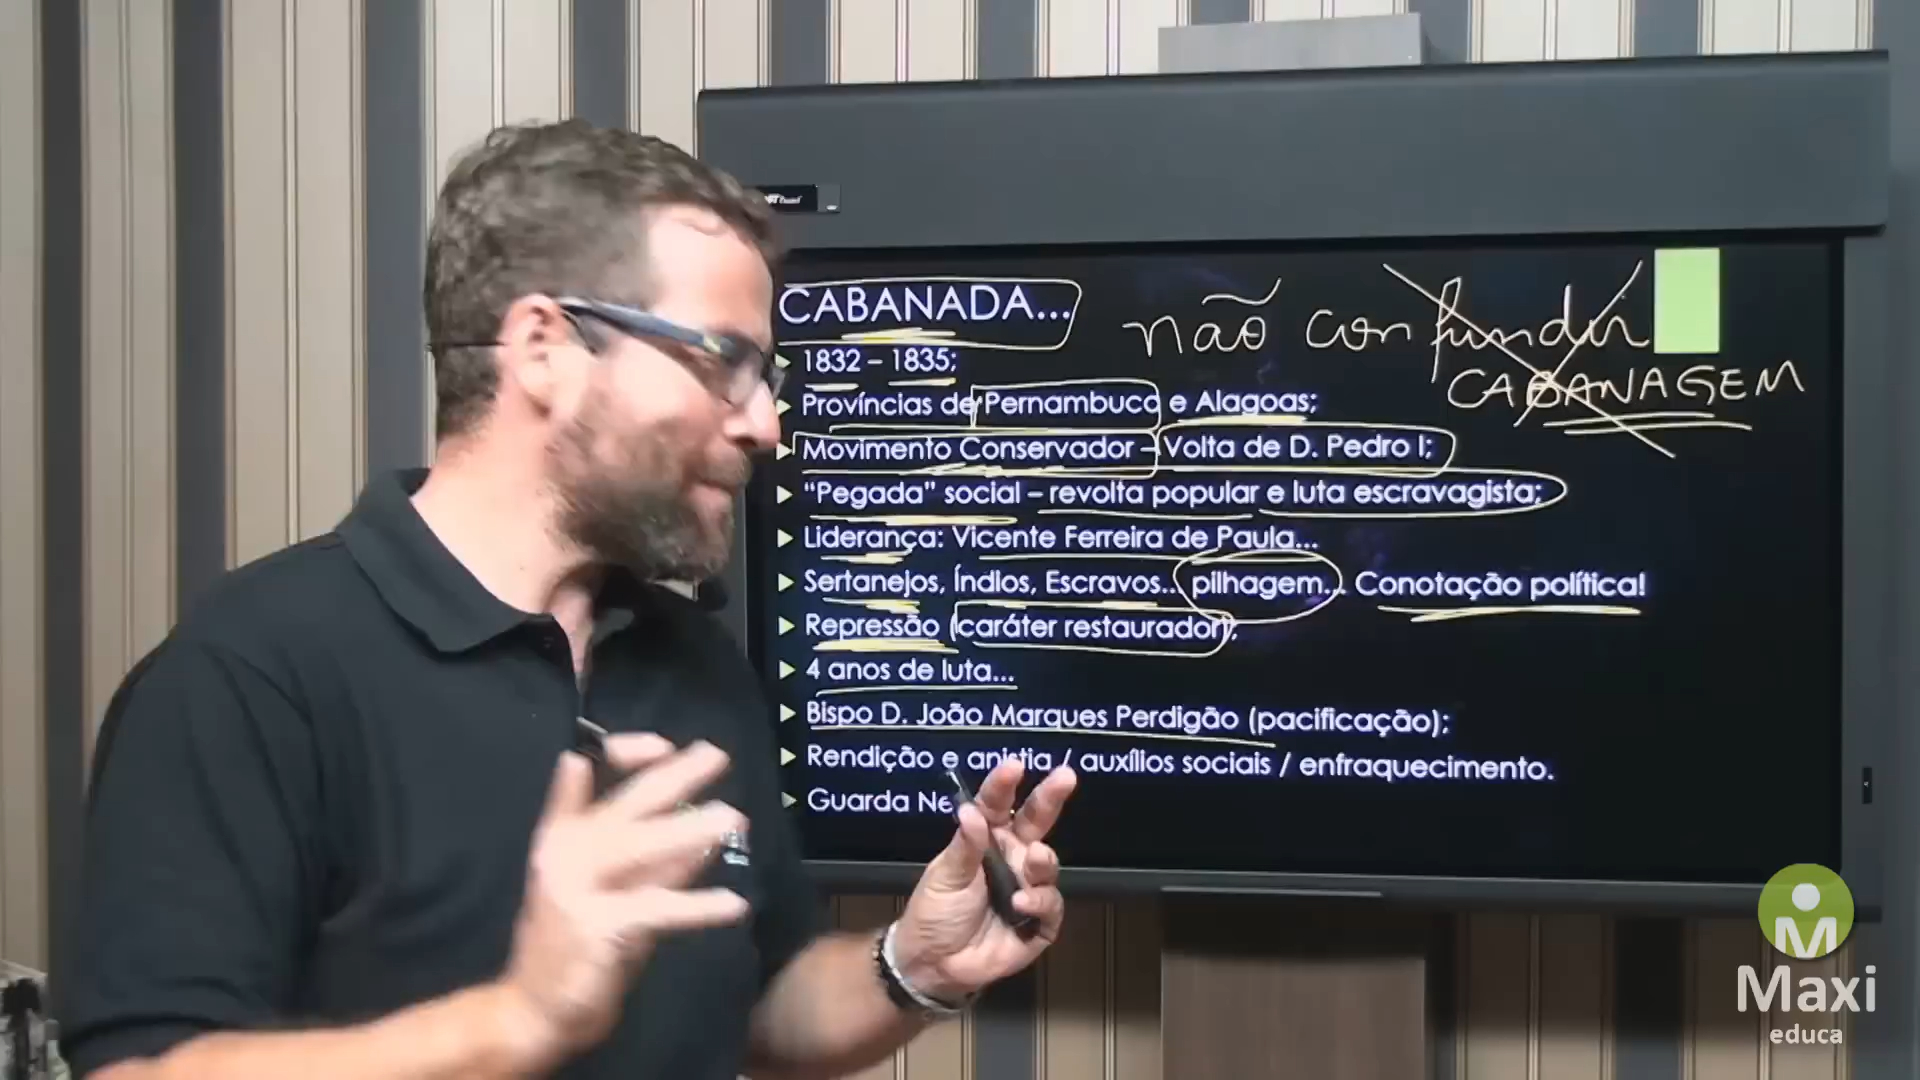 CABANADA...
não confundir
CABANAGEM
1832 – 1835;
Províncias de Pernambuco e Alagoas;
Movimento Conservador – Volta de D. Pedro I;
“Pegada” social – revolta popular e luta escravagista;
Liderança: Vicente Ferreira de Paula...
Sertanejos, Índios, Escravos... pilhagem... Conotação política!
Repressão (caráter restaurador);
4 anos de luta...
Bispo D. João Marques Perdigão (pacificação);
Rendição e anistia / auxílios sociais / enfraquecimento.
Guarda
Maxi
educa